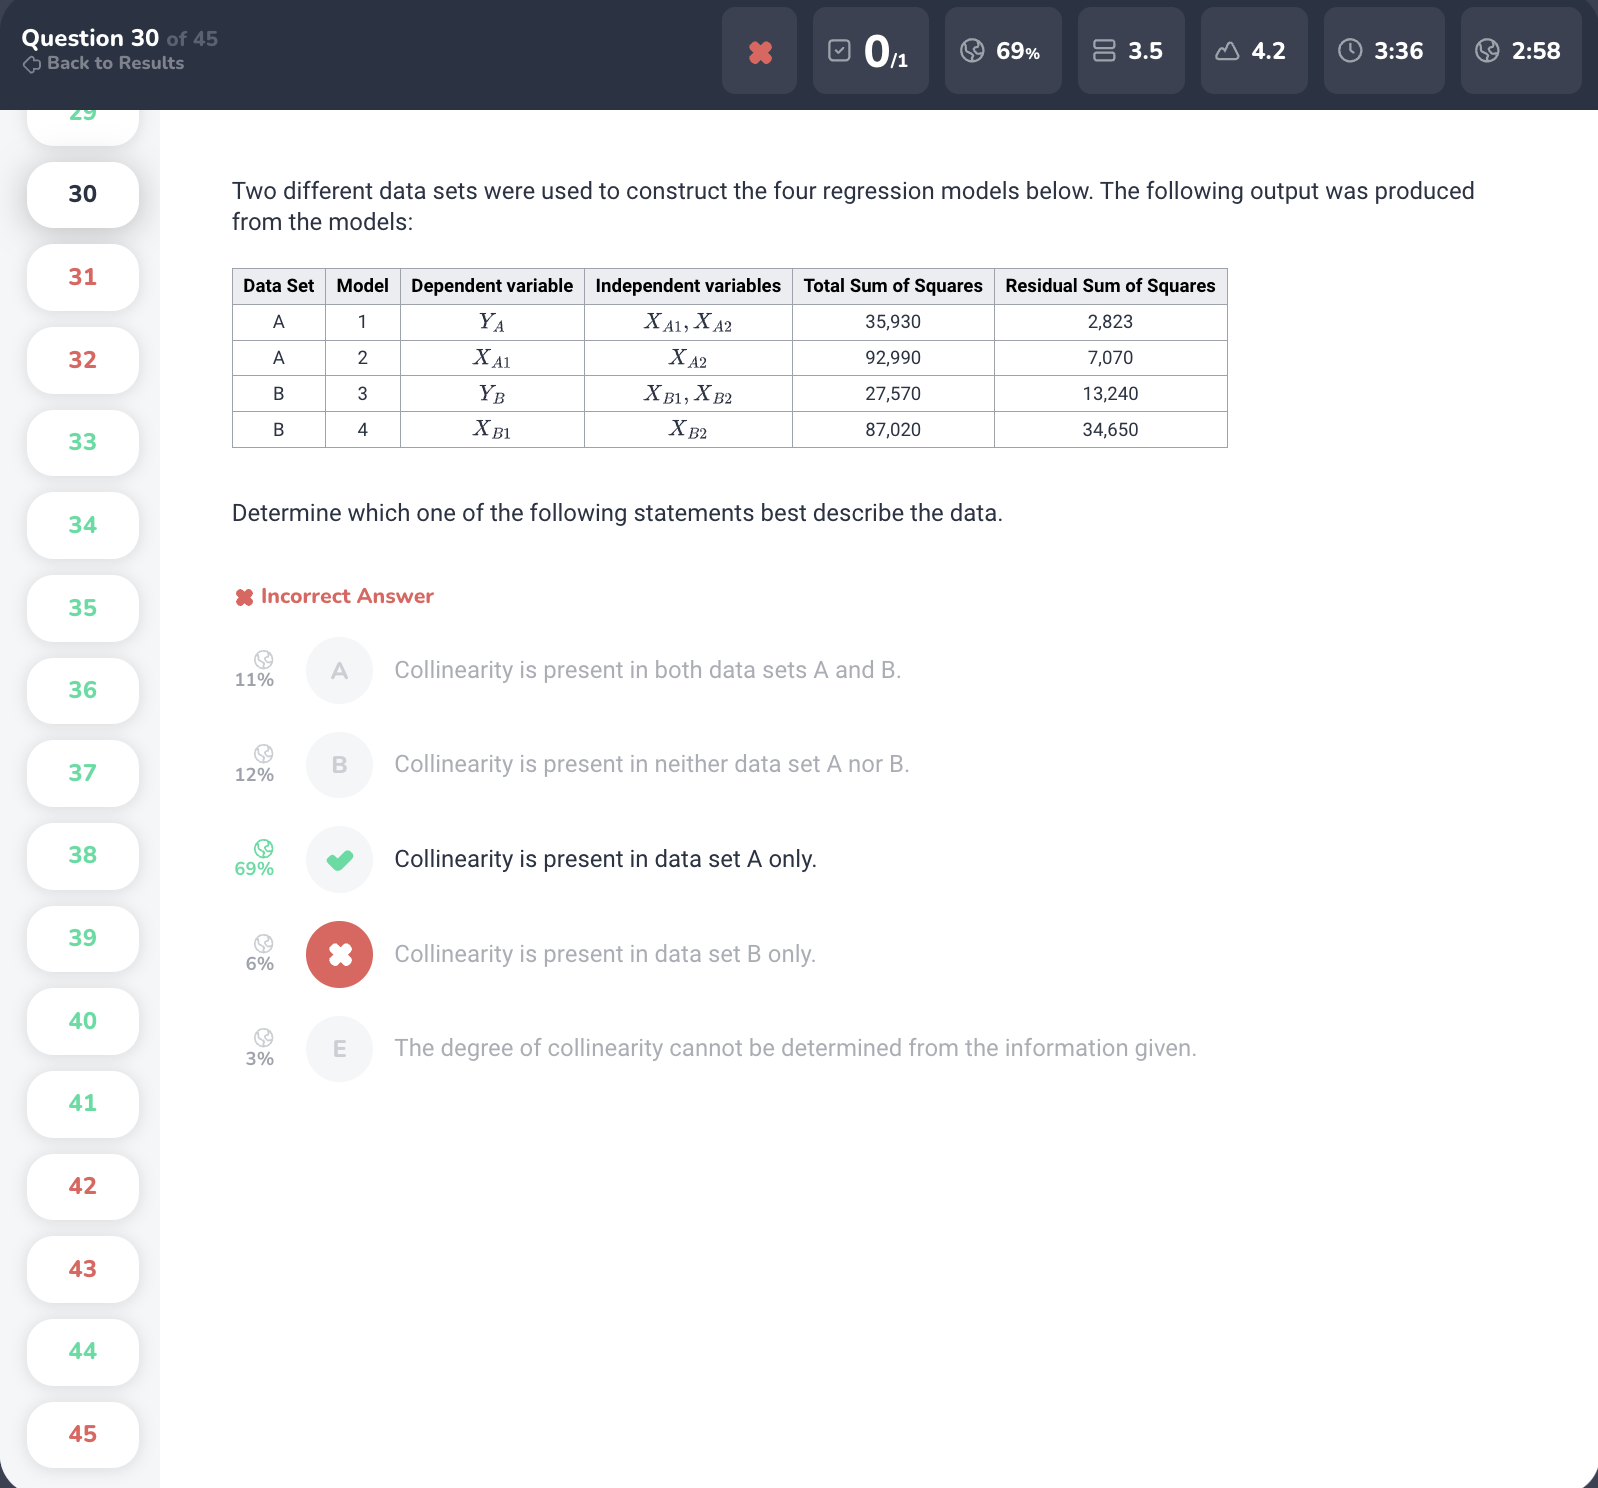 Question 30 of 45
Back to Results
0/1
69%
3.5
4.2
3:36
2:58
29
30
31
32
33
34
35
36
37
38
39
40
41
42
43
44
45
Two different data sets were used to construct the four regression models below. The following output was produced
from the models:
Data Set Model Dependent variable Independent variables Total Sum of Squares Residual Sum of Squares
A 1 Y_A X_A1, X_A2 35,930 2,823
A 2 X_A1 X_A2 92,990 7,070
B 3 Y_B X_B1, X_B2 27,570 13,240
B 4 X_B1 X_B2 87,020 34,650
Determine which one of the following statements best describe the data.
Incorrect Answer
11% A Collinearity is present in both data sets A and B.
12% B Collinearity is present in neither data set A nor B.
69% Collinearity is present in data set A only.
6% Collinearity is present in data set B only.
3% E The degree of collinearity cannot be determined from the information given.